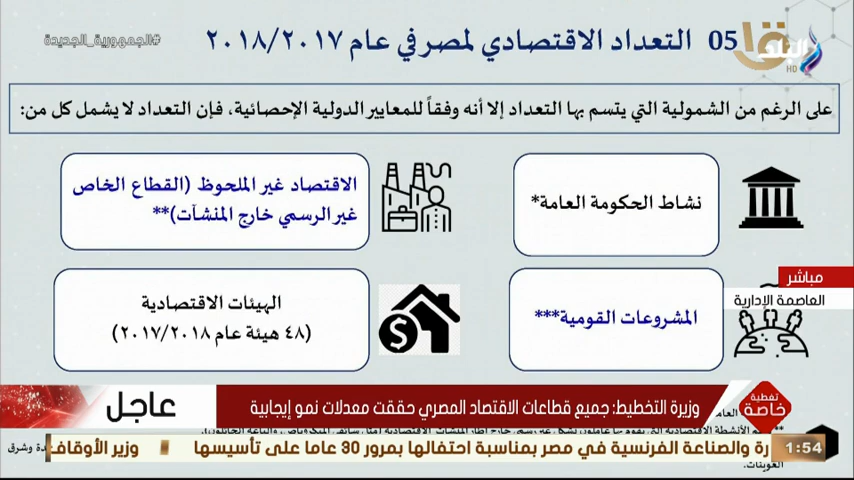 #الجمهورية_الجديدة
05 التعداد الاقتصادي لمصر في عام ٢٠١٨/٢٠١٧
البلد
HD
على الرغم من الشمولية التي يتسم بها التعداد إلا أنه وفقاً للمعايير الدولية الإحصائية، فإن التعداد لا يشمل كل من:
نشاط الحكومة العامة*
الاقتصاد غير الملحوظ (القطاع الخاص
غير الرسمي خارج المنشآت)**
المشروعات القومية***
الهيئات الاقتصادية
(٤٨ هيئة عام ٢٠١٧/٢٠١٨)
مباشر
العاصمة الإدارية
تغطية
خاصة
وزيرة التخطيط: جميع قطاعات الاقتصاد المصري حققت معدلات نمو إيجابية
عاجل
1:54
رة والصناعة الفرنسية في مصر بمناسبة احتفالها بمرور 30 عاما على تأسيسها
وزير الأوقاف